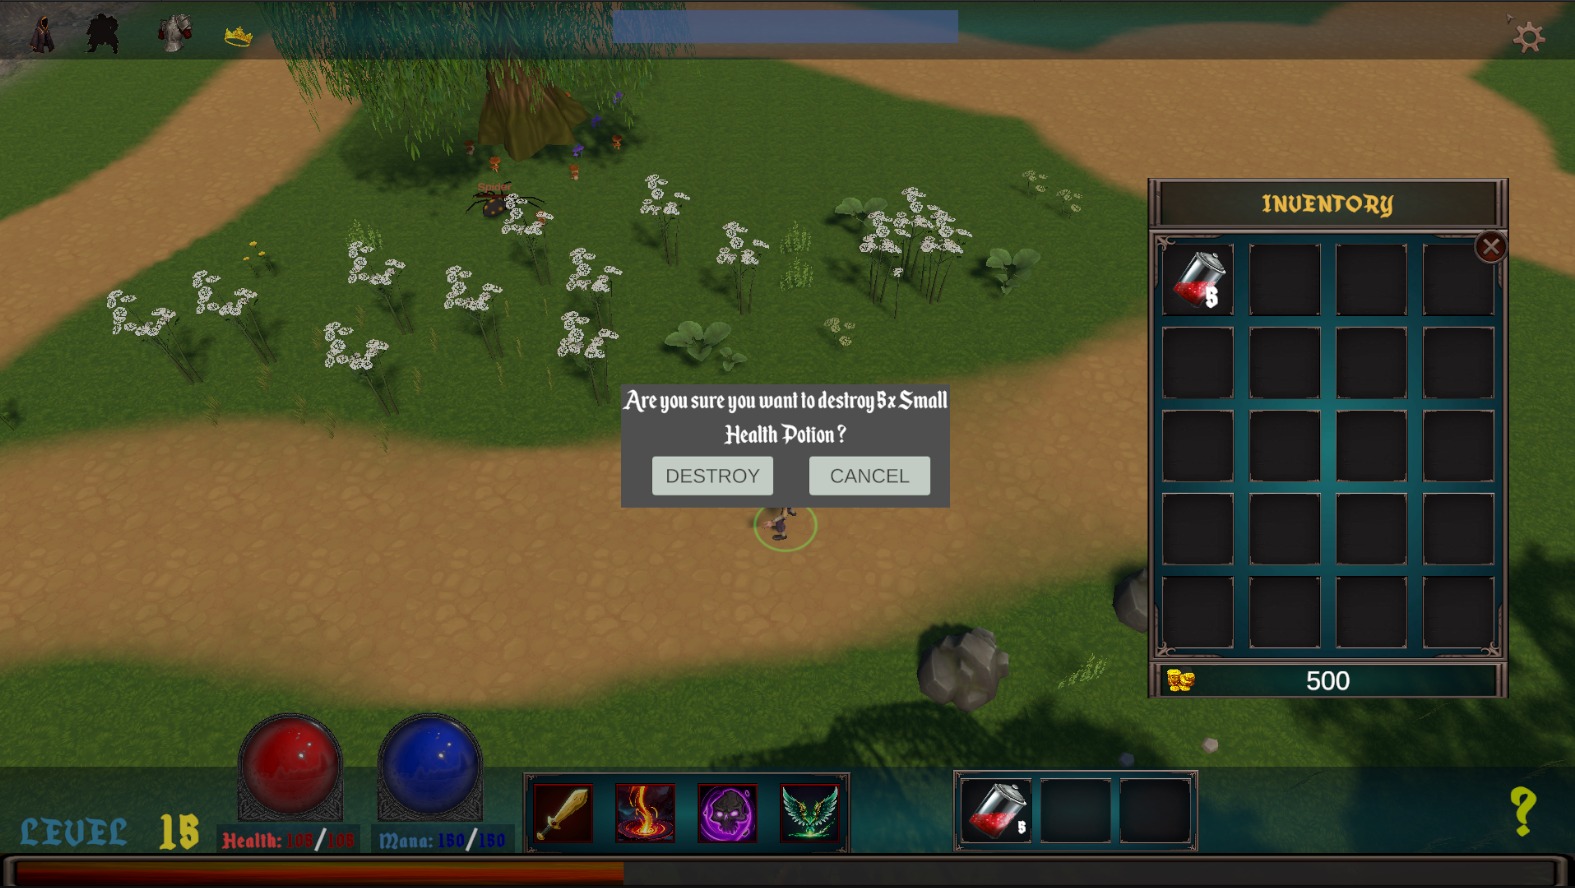 Spider
INVENTORY
5
Are you sure you want to destroy 5x Small
Health Potion?
DESTROY
CANCEL
500
LEVEL 15
Health: 105/105
Mana: 150/150
5
?